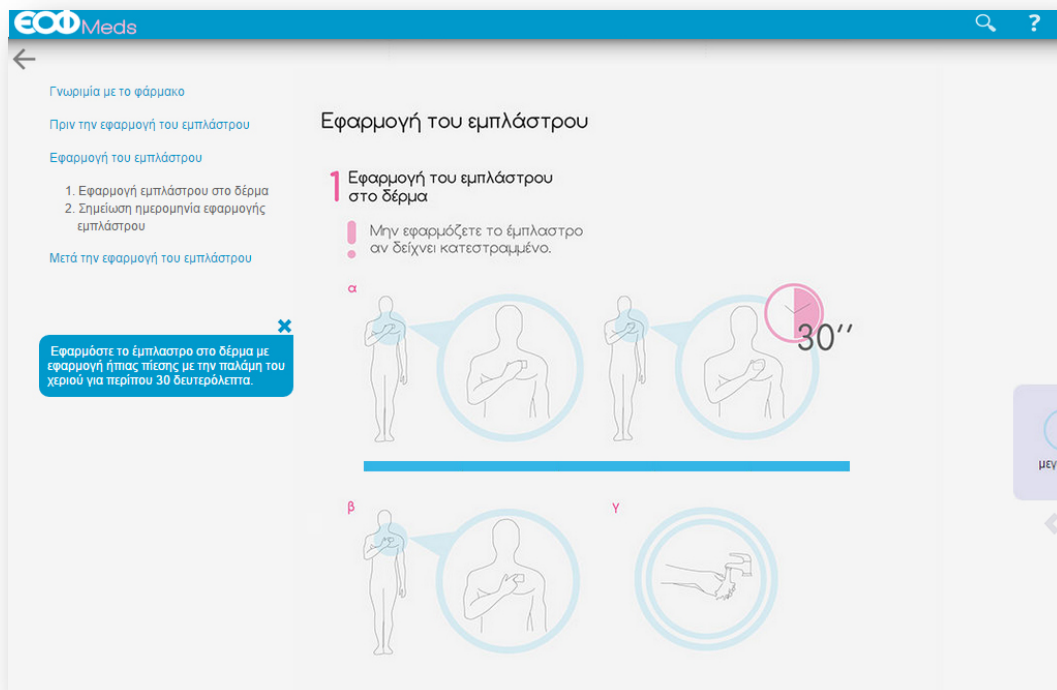 ΕΟΦMeds
?
Γνωριμία με το φάρμακο
Πριν την εφαρμογή του εμπλάστρου
Εφαρμογή του εμπλάστρου
1. Εφαρμογή εμπλάστρου στο δέρμα
2. Σημείωση ημερομηνία εφαρμογής
εμπλάστρου
Μετά την εφαρμογή του εμπλάστρου
Εφαρμόστε το έμπλαστρο στο δέρμα με
εφαρμογή ήπιας πίεσης με την παλάμη του
χεριού για περίπου 30 δευτερόλεπτα.
Εφαρμογή του εμπλάστρου
1 Εφαρμογή του εμπλάστρου
στο δέρμα
! Μην εφαρμόζετε το έμπλαστρο
αν δείχνει κατεστραμμένο.
α
30’’
β
γ